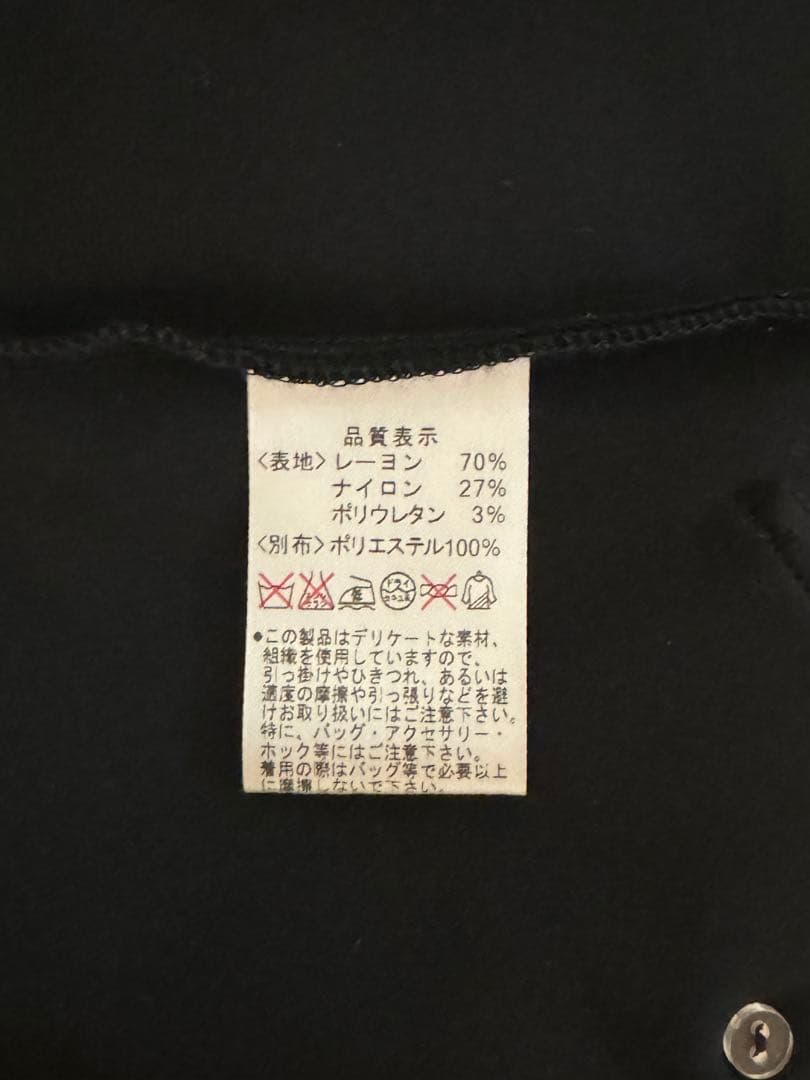 品質表示
〈表地〉レーヨン 70%
ナイロン 27%
ポリウレタン 3%
〈別布〉ポリエステル100%
ドライ
●この製品はデリケートな素材、
組織を使用していますので、
引っ掛けやひきつれ、あるいは
適度の摩擦や引っ張りなどを避
けお取り扱いにはご注意下さい。
特に、バッグ・アクセサリー・
ホック等にはご注意下さい。
着用の際はバッグ等で必要以上
に摩擦しないで下さい。